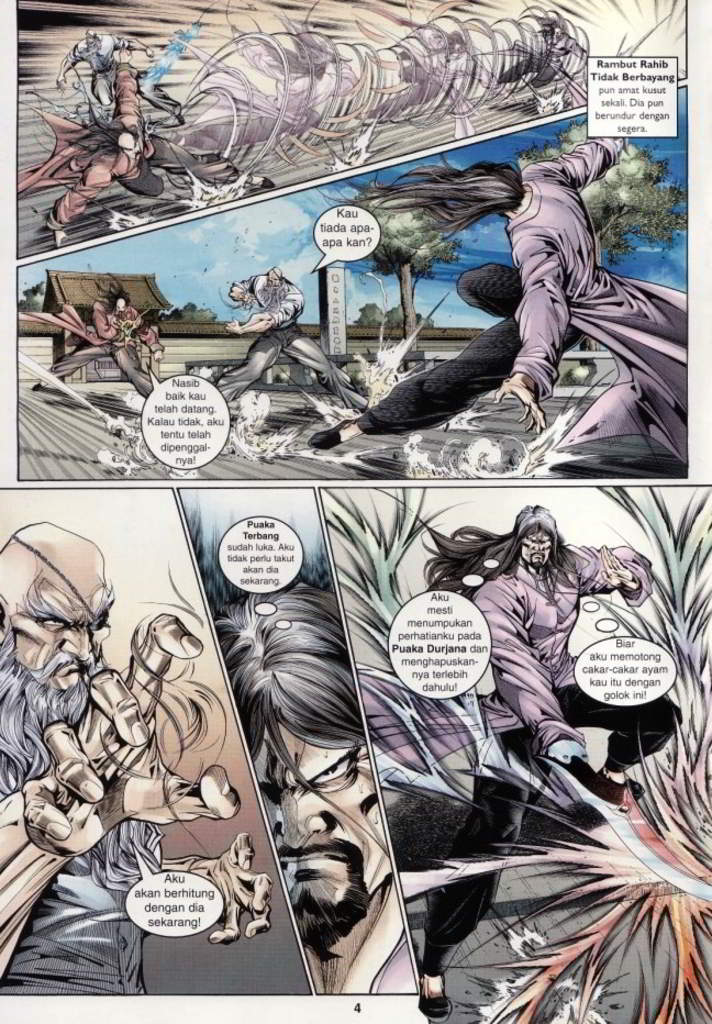 Rambut Rahib
Tidak Berbayang
pun amat kusut
sekali. Dia pun
berundur dengan
segera.
Kau
tiada apa-
apa kan?
Nasib
baik kau
telah datang.
Kalau tidak, aku
tentu telah
dipenggal-
nya!
Aku
akan berhitung
dengan dia
sekarang!
Puaka
Terbang
sudah luka. Aku
tidak perlu takut
akan dia
sekarang.
Aku
mesti
menumpukan
perhatianku pada
Puaka Durjana dan
menghapuskan-
nya terlebih
dahulu!
Biar
aku memotong
cakar-cakar ayam
kau itu dengan
golok ini!
4